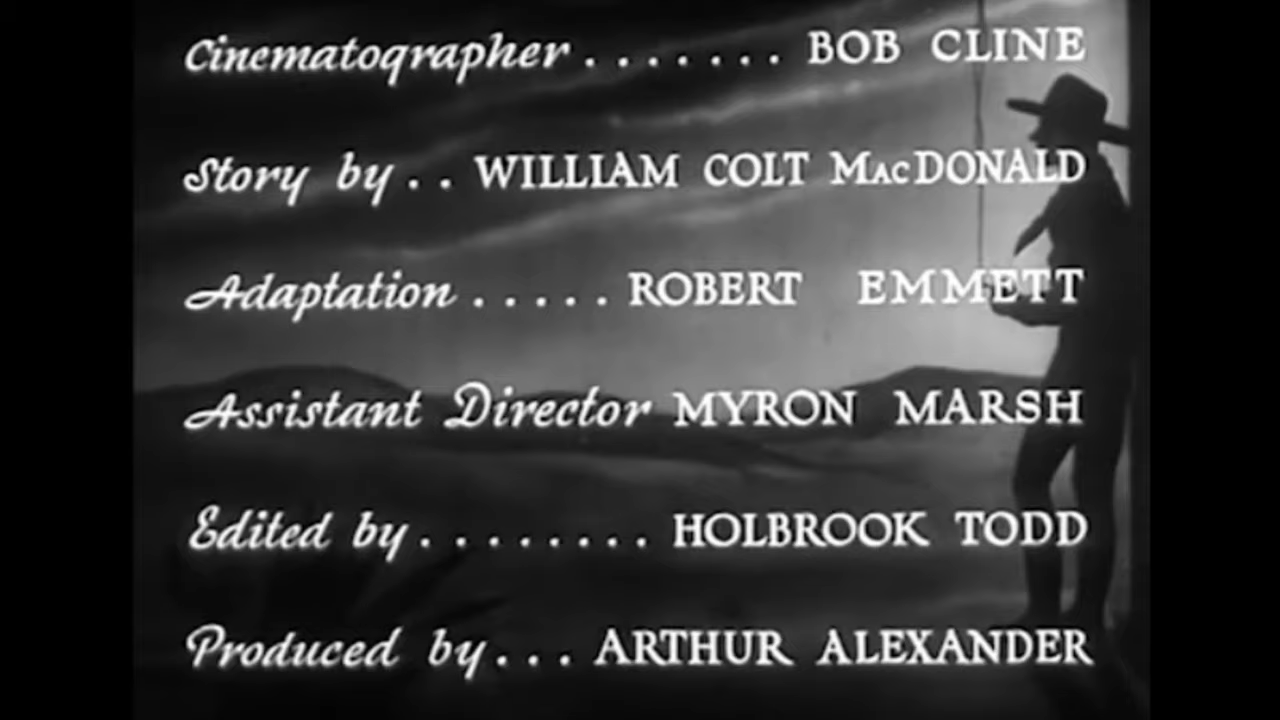 Cinematographer ....... BOB CLINE
Story by .. WILLIAM COLT MacDONALD
Adaptation ..... ROBERT EMMETT
Assistant Director MYRON MARSH
Edited by ........ HOLBROOK TODD
Produced by ... ARTHUR ALEXANDER